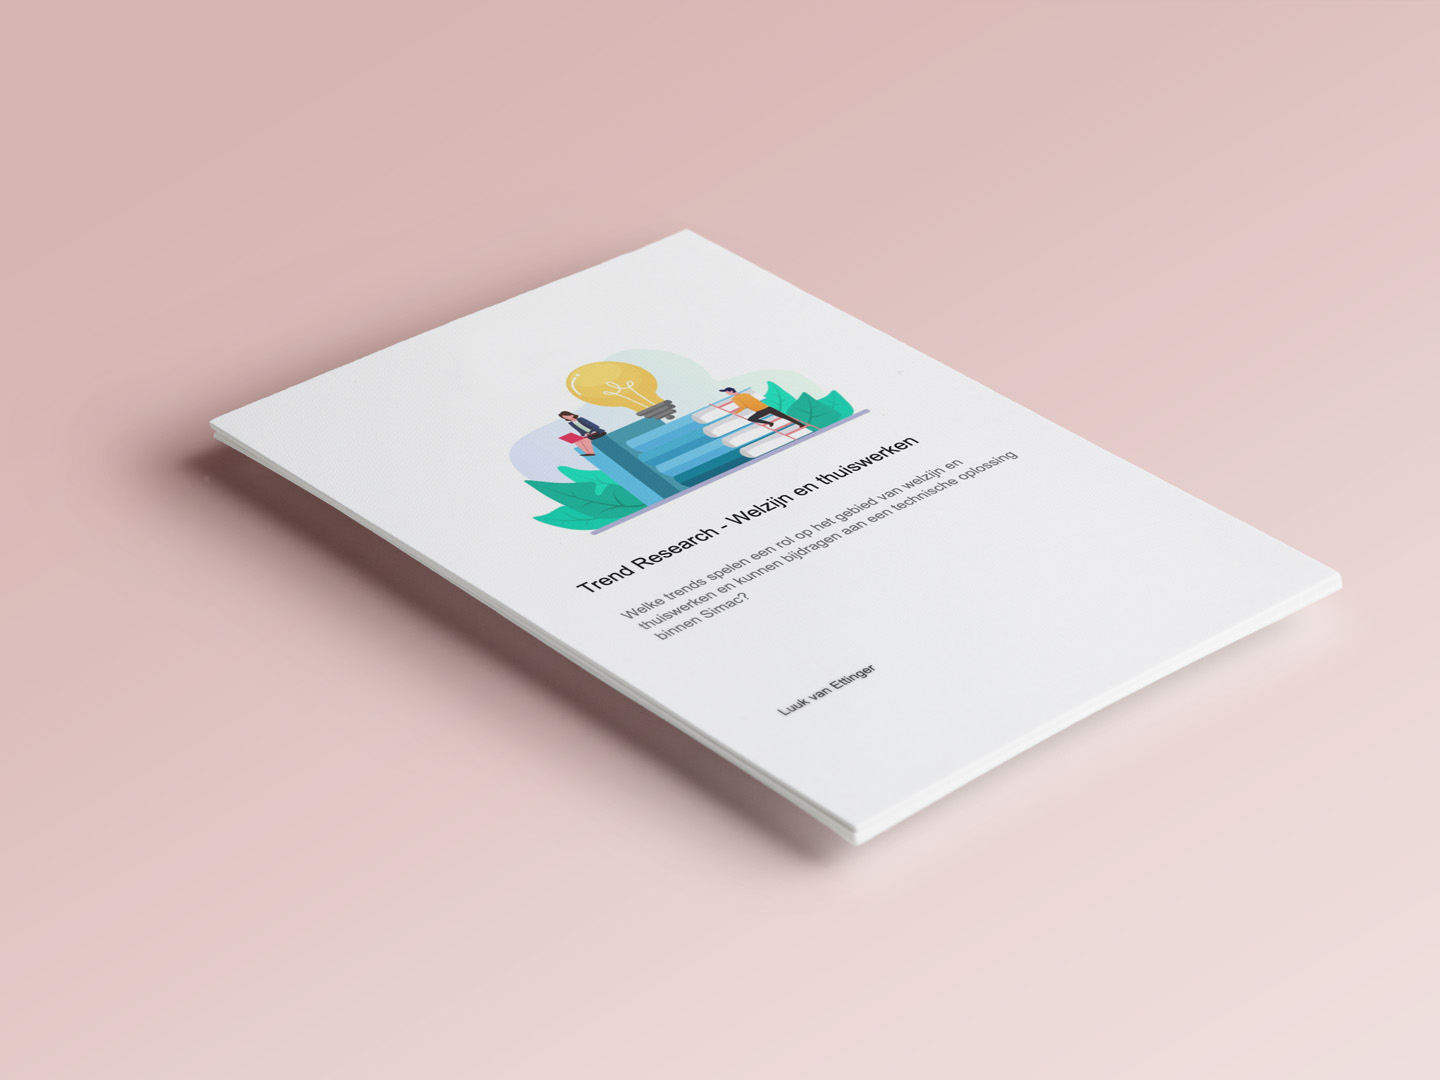 Trend Research - Welzijn en thuiswerken
Welke trends spelen een rol op het gebied van welzijn en
thuiswerken en kunnen bijdragen aan een technische oplossing
binnen Simac?
Luuk van Ettinger